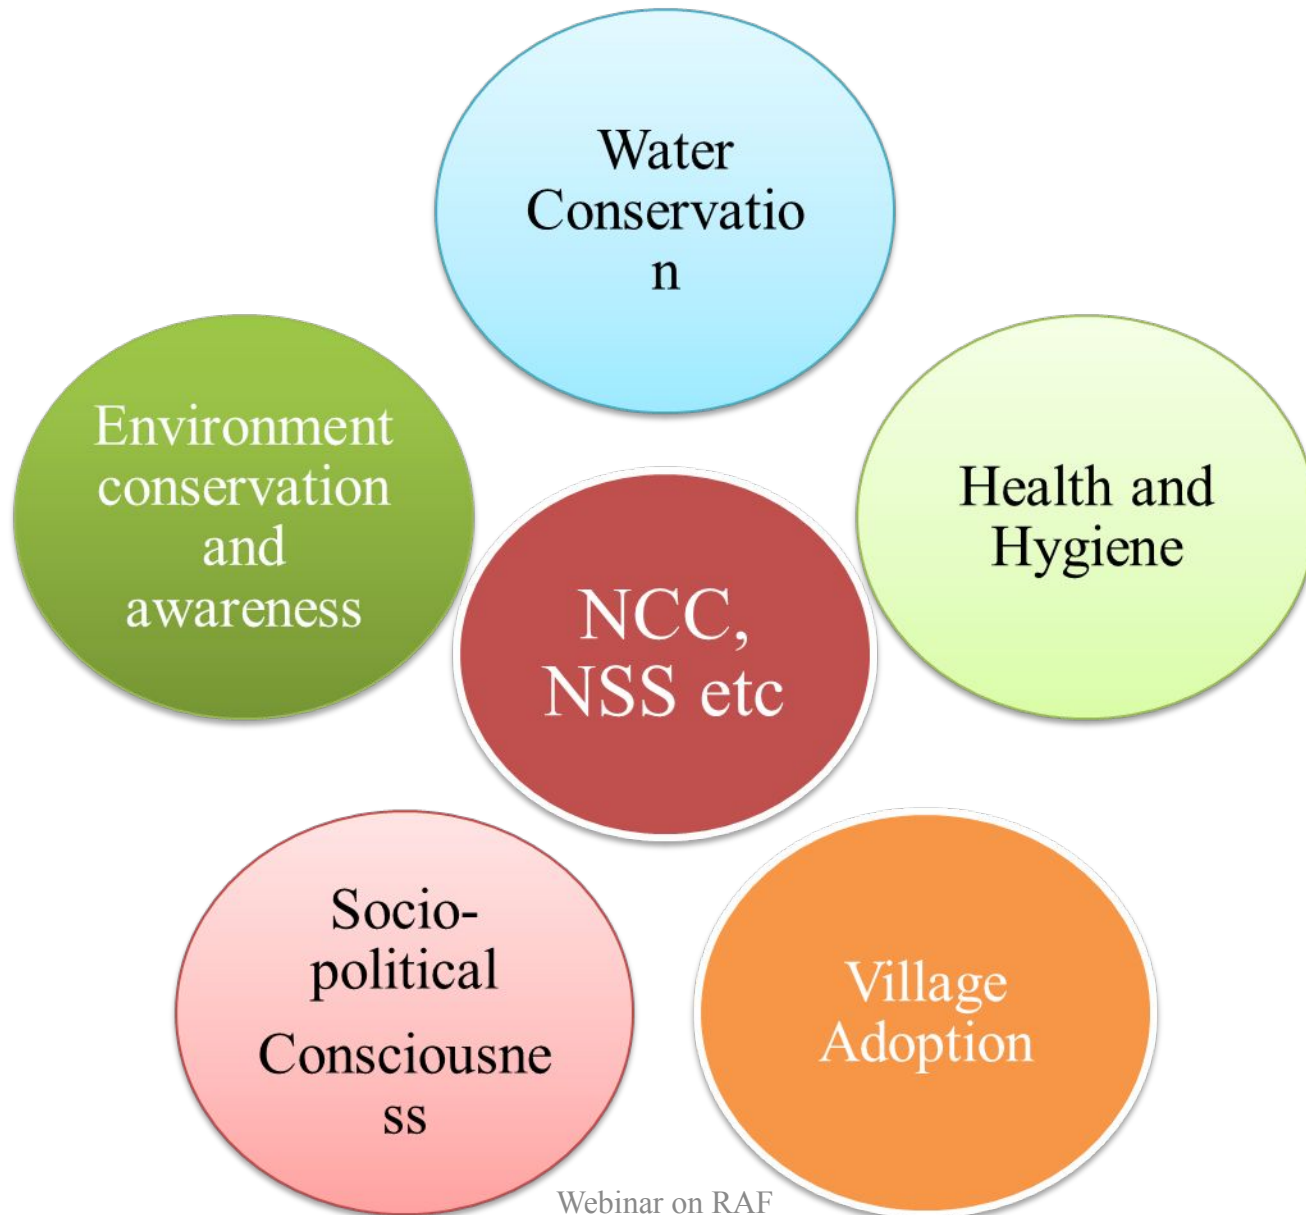 Water
Conservatio
n
Environment
conservation
and
awareness
Health and
Hygiene
NCC,
NSS etc
Socio-
political
Consciousne
ss
Village
Adoption
Webinar on RAF